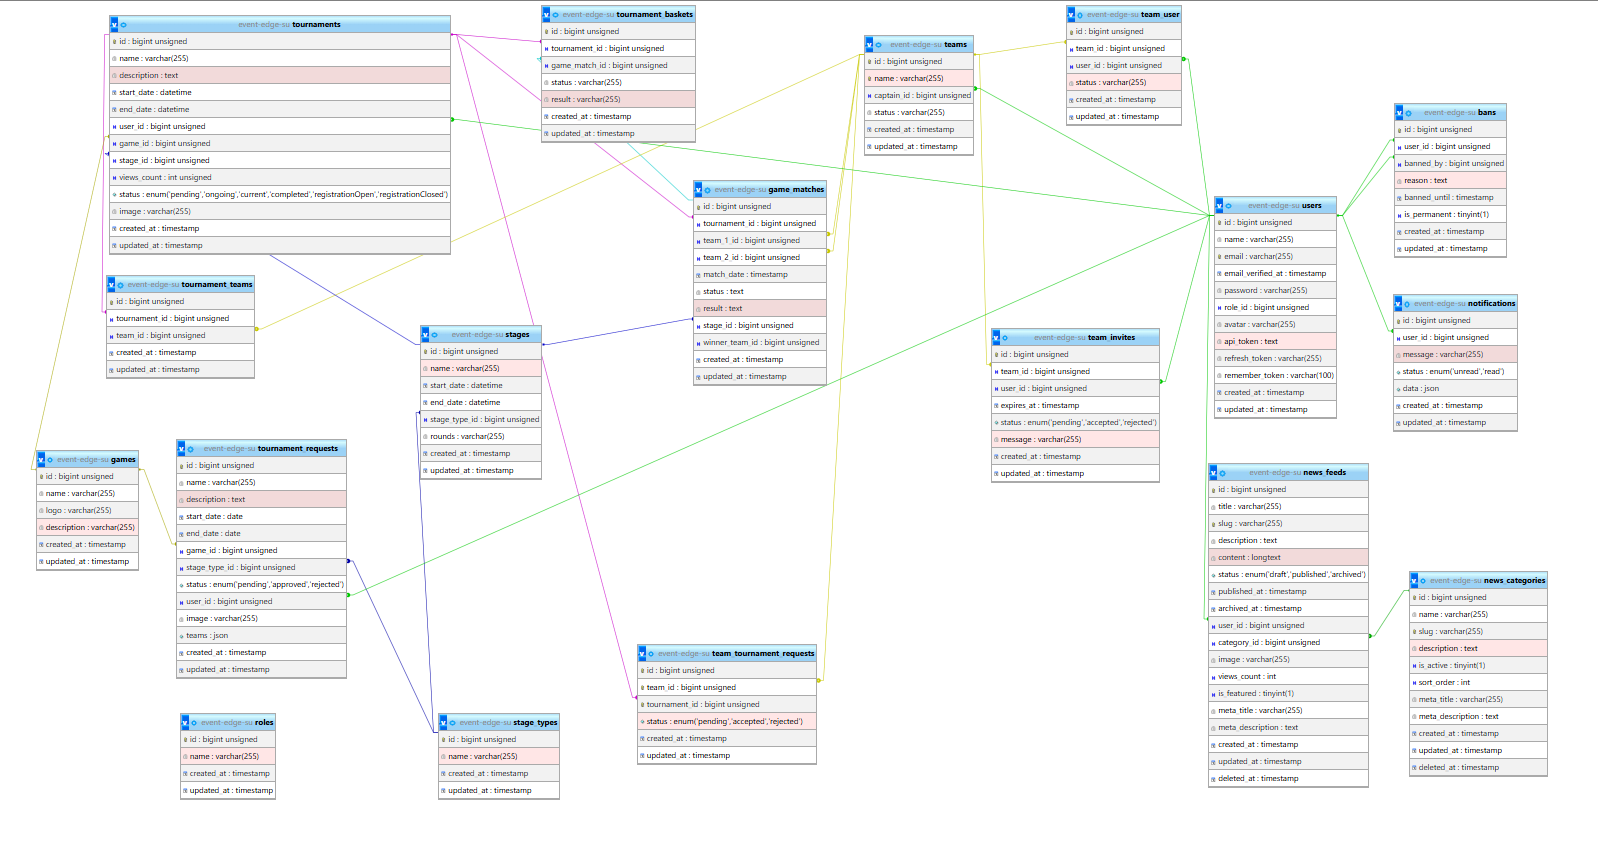 event-edge-su tournaments
id : bigint unsigned
name : varchar(255)
description : text
start_date : datetime
end_date : datetime
user_id : bigint unsigned
game_id : bigint unsigned
stage_id : bigint unsigned
views_count : int unsigned
status : enum('pending','ongoing','current','completed','registrationOpen','registrationClosed')
image : varchar(255)
created_at : timestamp
updated_at : timestamp
event-edge-su tournament_baskets
id : bigint unsigned
tournament_id : bigint unsigned
game_match_id : bigint unsigned
status : varchar(255)
result : varchar(255)
created_at : timestamp
updated_at : timestamp
event-edge-su teams
id : bigint unsigned
name : varchar(255)
captain_id : bigint unsigned
status : varchar(255)
created_at : timestamp
updated_at : timestamp
event-edge-su team_user
id : bigint unsigned
team_id : bigint unsigned
user_id : bigint unsigned
status : varchar(255)
created_at : timestamp
updated_at : timestamp
event-edge-su bans
id : bigint unsigned
user_id : bigint unsigned
banned_by : bigint unsigned
reason : text
banned_until : timestamp
is_permanent : tinyint(1)
created_at : timestamp
updated_at : timestamp
event-edge-su game_matches
id : bigint unsigned
tournament_id : bigint unsigned
team_1_id : bigint unsigned
team_2_id : bigint unsigned
match_date : timestamp
status : text
result : text
stage_id : bigint unsigned
winner_team_id : bigint unsigned
created_at : timestamp
updated_at : timestamp
event-edge-su users
id : bigint unsigned
name : varchar(255)
email : varchar(255)
email_verified_at : timestamp
password : varchar(255)
role_id : bigint unsigned
avatar : varchar(255)
api_token : text
refresh_token : varchar(255)
remember_token : varchar(100)
created_at : timestamp
updated_at : timestamp
event-edge-su tournament_teams
id : bigint unsigned
tournament_id : bigint unsigned
team_id : bigint unsigned
created_at : timestamp
updated_at : timestamp
event-edge-su notifications
id : bigint unsigned
user_id : bigint unsigned
message : varchar(255)
status : enum('unread','read')
data : json
created_at : timestamp
updated_at : timestamp
event-edge-su stages
id : bigint unsigned
name : varchar(255)
start_date : datetime
end_date : datetime
stage_type_id : bigint unsigned
rounds : varchar(255)
created_at : timestamp
updated_at : timestamp
event-edge-su team_invites
id : bigint unsigned
team_id : bigint unsigned
user_id : bigint unsigned
expires_at : timestamp
status : enum('pending','accepted','rejected')
message : varchar(255)
created_at : timestamp
updated_at : timestamp
event-edge-su games
id : bigint unsigned
name : varchar(255)
logo : varchar(255)
description : varchar(255)
created_at : timestamp
updated_at : timestamp
event-edge-su tournament_requests
id : bigint unsigned
name : varchar(255)
description : text
start_date : date
end_date : date
game_id : bigint unsigned
stage_type_id : bigint unsigned
status : enum('pending','approved','rejected')
user_id : bigint unsigned
image : varchar(255)
teams : json
created_at : timestamp
updated_at : timestamp
event-edge-su news_feeds
id : bigint unsigned
title : varchar(255)
slug : varchar(255)
description : text
content : longtext
status : enum('draft','published','archived')
published_at : timestamp
archived_at : timestamp
user_id : bigint unsigned
category_id : bigint unsigned
image : varchar(255)
views_count : int
is_featured : tinyint(1)
meta_title : varchar(255)
meta_description : text
created_at : timestamp
updated_at : timestamp
deleted_at : timestamp
event-edge-su news_categories
id : bigint unsigned
name : varchar(255)
slug : varchar(255)
description : text
is_active : tinyint(1)
sort_order : int
meta_title : varchar(255)
meta_description : text
created_at : timestamp
updated_at : timestamp
deleted_at : timestamp
event-edge-su team_tournament_requests
id : bigint unsigned
team_id : bigint unsigned
tournament_id : bigint unsigned
status : enum('pending','accepted','rejected')
created_at : timestamp
updated_at : timestamp
event-edge-su roles
id : bigint unsigned
name : varchar(255)
created_at : timestamp
updated_at : timestamp
event-edge-su stage_types
id : bigint unsigned
name : varchar(255)
created_at : timestamp
updated_at : timestamp